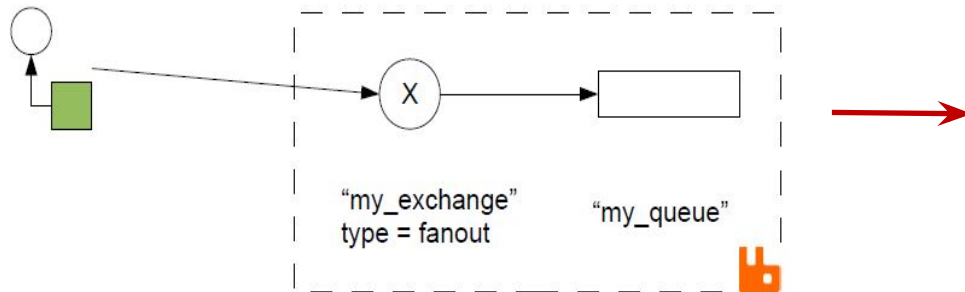 X
“my_exchange”
type = fanout
“my_queue”